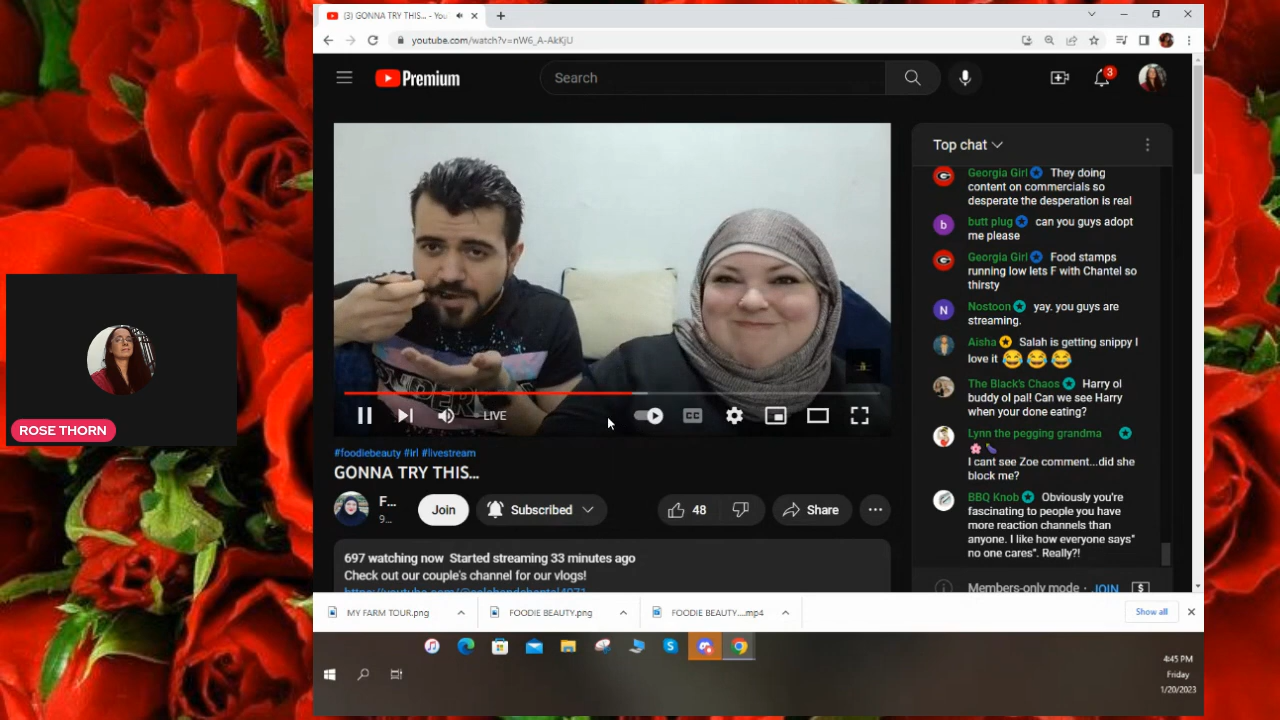 (3) GONNA TRY THIS... - You
youtube.com/watch?v=nW6_A-AkKjU
Premium
Search
3
Top chat
Georgia Girl They doing
content on commercials so
desperate the desperation is real
butt plug can you guys adopt
me please
Georgia Girl Food stamps
running low lets F with Chantel so
thirsty
Nostoon yay. you guys are
streaming.
Aisha Salah is getting snippy I
love it 😂😂😂
The Black's Chaos Harry ol
buddy ol pal! Can we see Harry
when your done eating?
Lynn the pegging grandma
🌸🍆
I cant see Zoe comment...did she
block me?
BBQ Knob Obviously you're
fascinating to people you have
more reaction channels than
anyone. I like how everyone says"
no one cares". Really?!
Members-only mode · JOIN
LIVE
CC
#foodiebeauty #irl #livestream
GONNA TRY THIS...
F...
9...
Join
Subscribed
48
Share
697 watching now Started streaming 33 minutes ago
Check out our couple's channel for our vlogs!
ROSE THORN
MY FARM TOUR.png
FOODIE BEAUTY.png
FOODIE BEAUTY....mp4
Show all
4:45 PM
Friday
1/20/2023